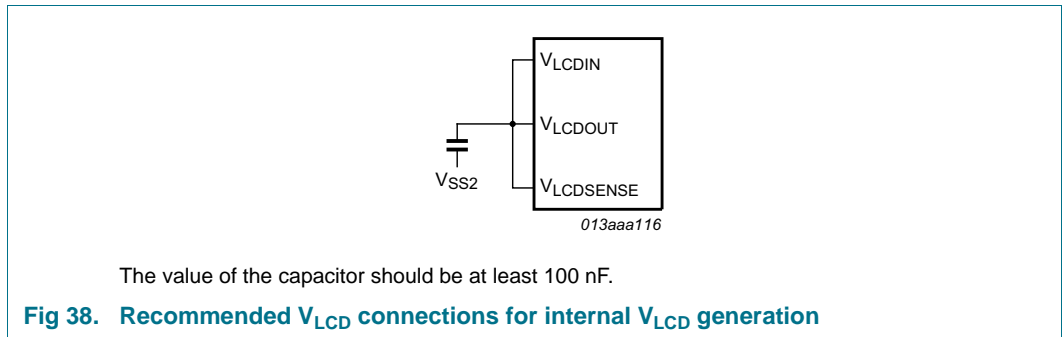 VLCDIN
VLCDOUT
VSS2
VLCDSENSE
013aaa116
The value of the capacitor should be at least 100 nF.
Fig 38. Recommended VLCD connections for internal VLCD generation